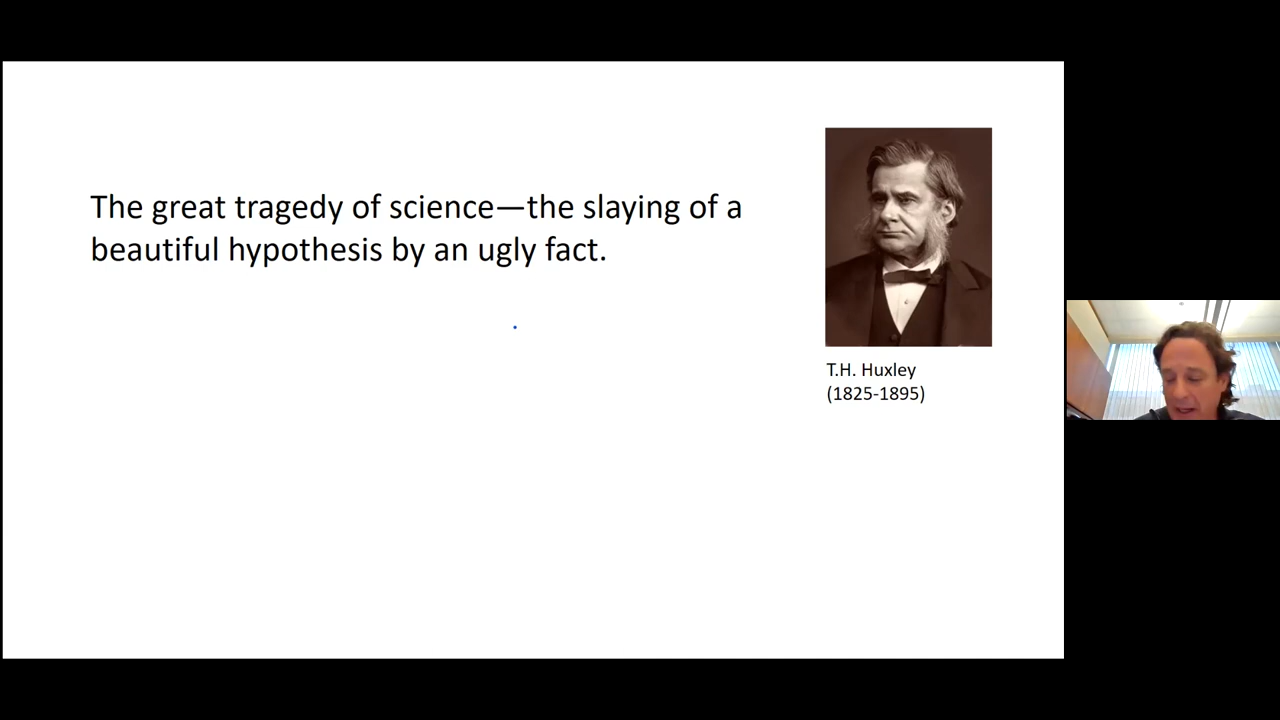 The great tragedy of science—the slaying of a
beautiful hypothesis by an ugly fact.
T.H. Huxley
(1825-1895)